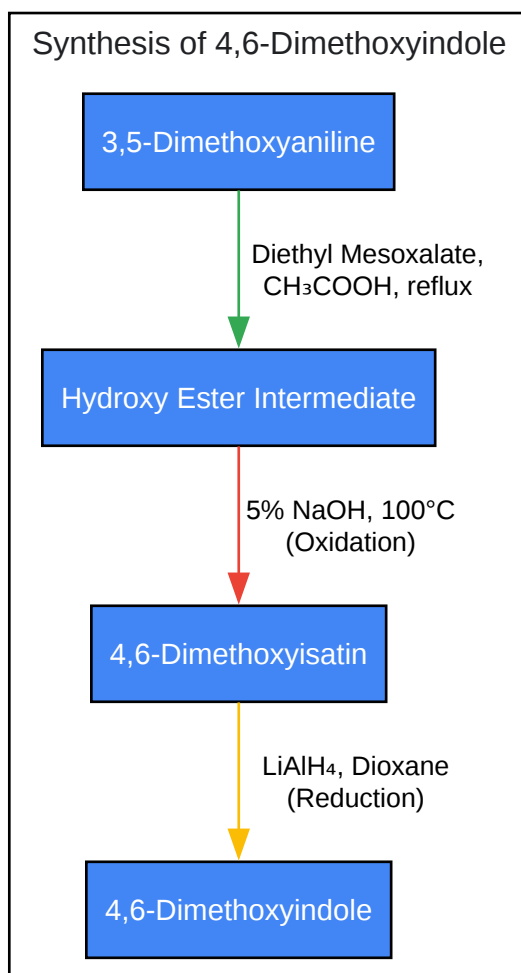 Synthesis of 4,6-Dimethoxyindole
3,5-Dimethoxyaniline
Diethyl Mesoxalate,
CH₃COOH, reflux
Hydroxy Ester Intermediate
5% NaOH, 100°C
(Oxidation)
4,6-Dimethoxyisatin
LiAlH₄, Dioxane
(Reduction)
4,6-Dimethoxyindole